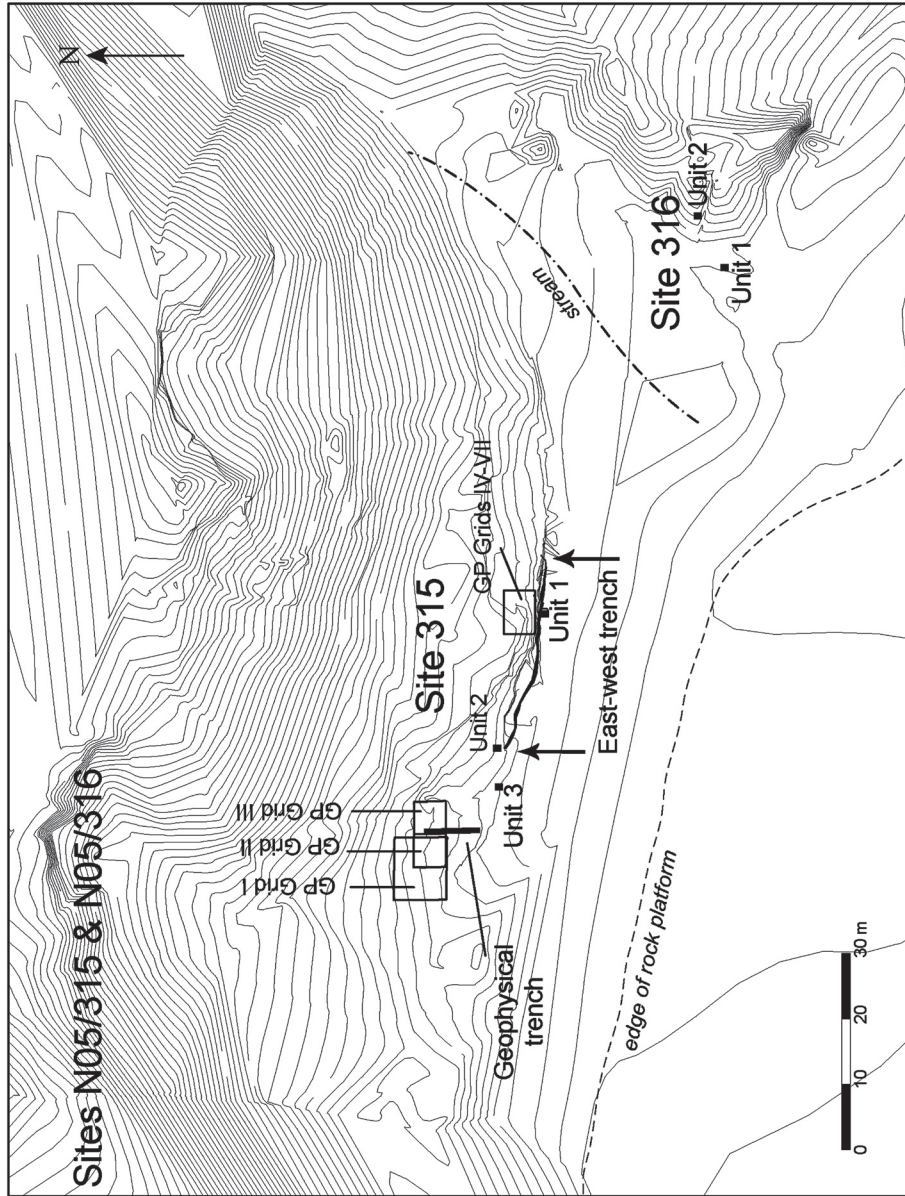 Sites N05/315 & N05/316
N
GP Grid I
GP Grid II
GP Grid III
Site 315
GP Grids IV-VII
Unit 2
Unit 3
Unit 1
East-west trench
Geophysical
trench
stream
Site 316
Unit 2
Unit 1
edge of rock platform
0
10
20
30 m